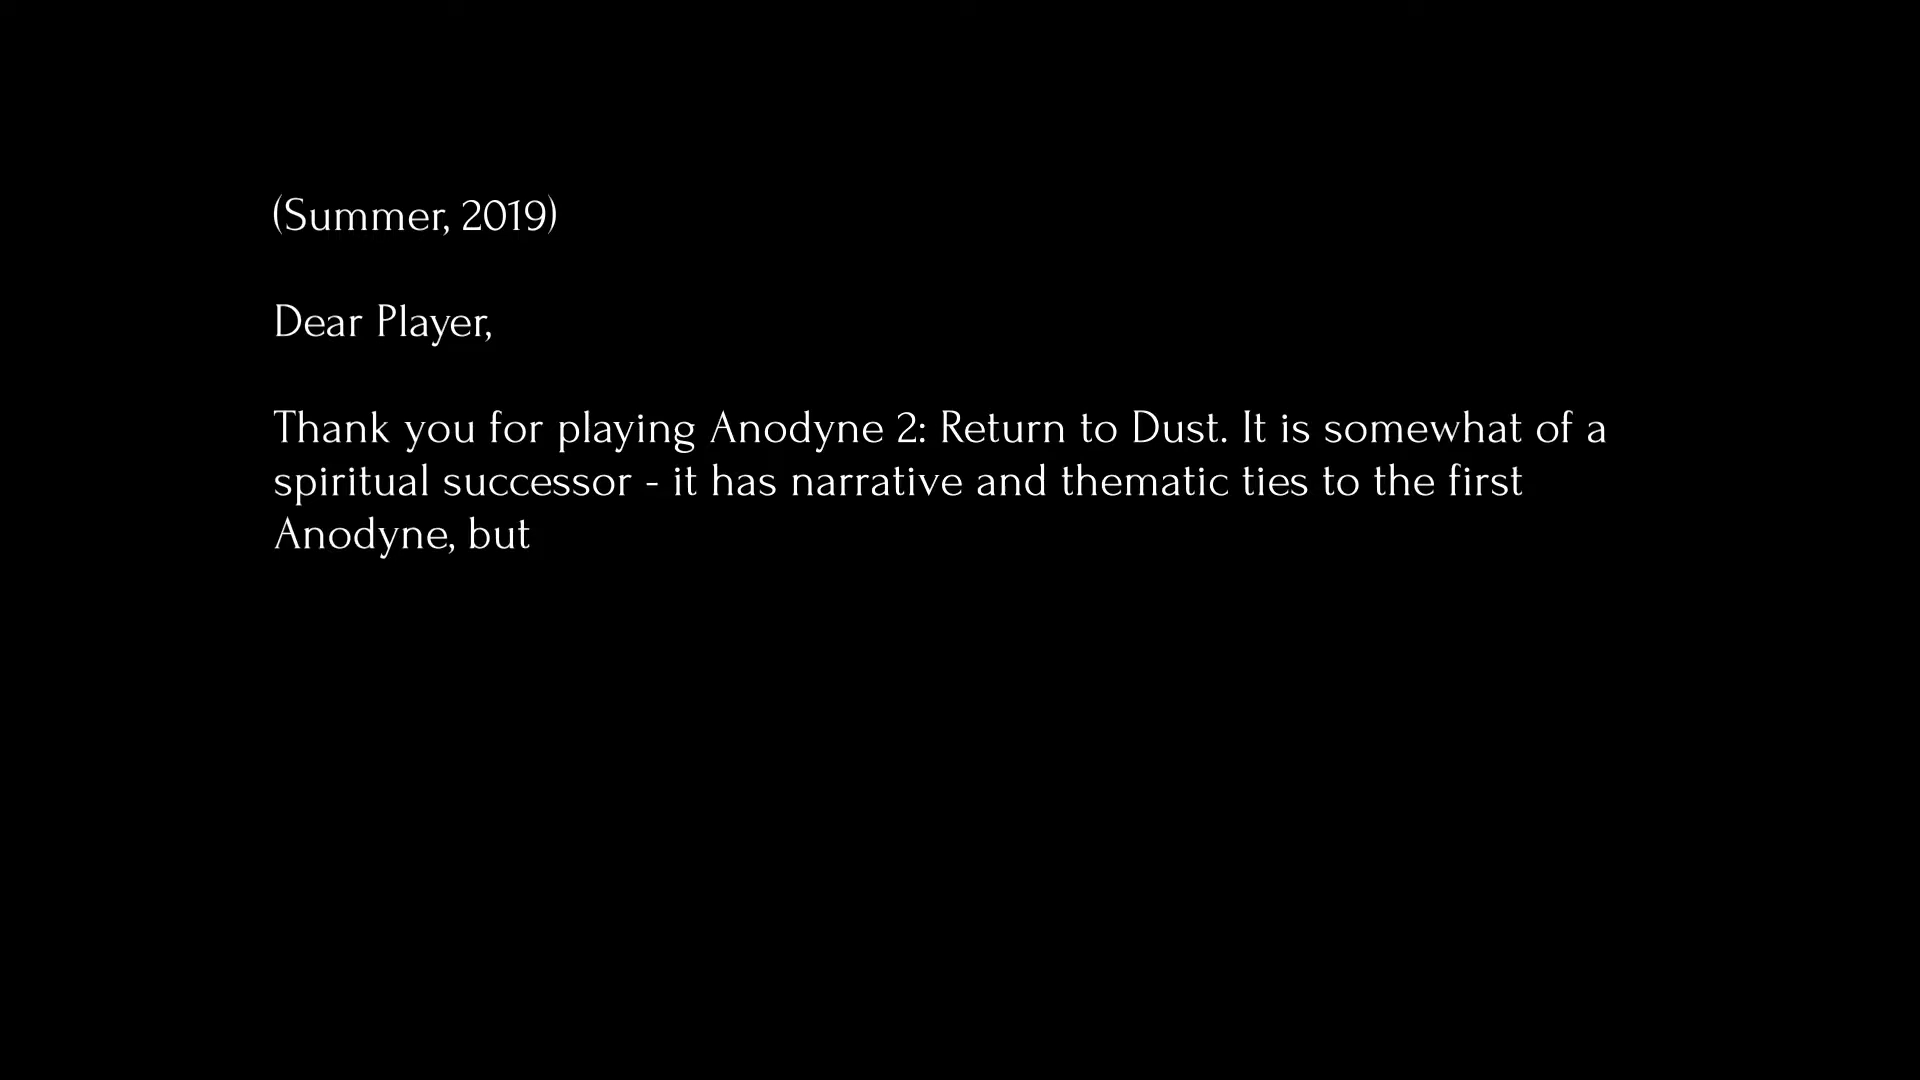 (Summer, 2019)
Dear Player,
Thank you for playing Anodyne 2: Return to Dust. It is somewhat of a
spiritual successor - it has narrative and thematic ties to the first
Anodyne, but